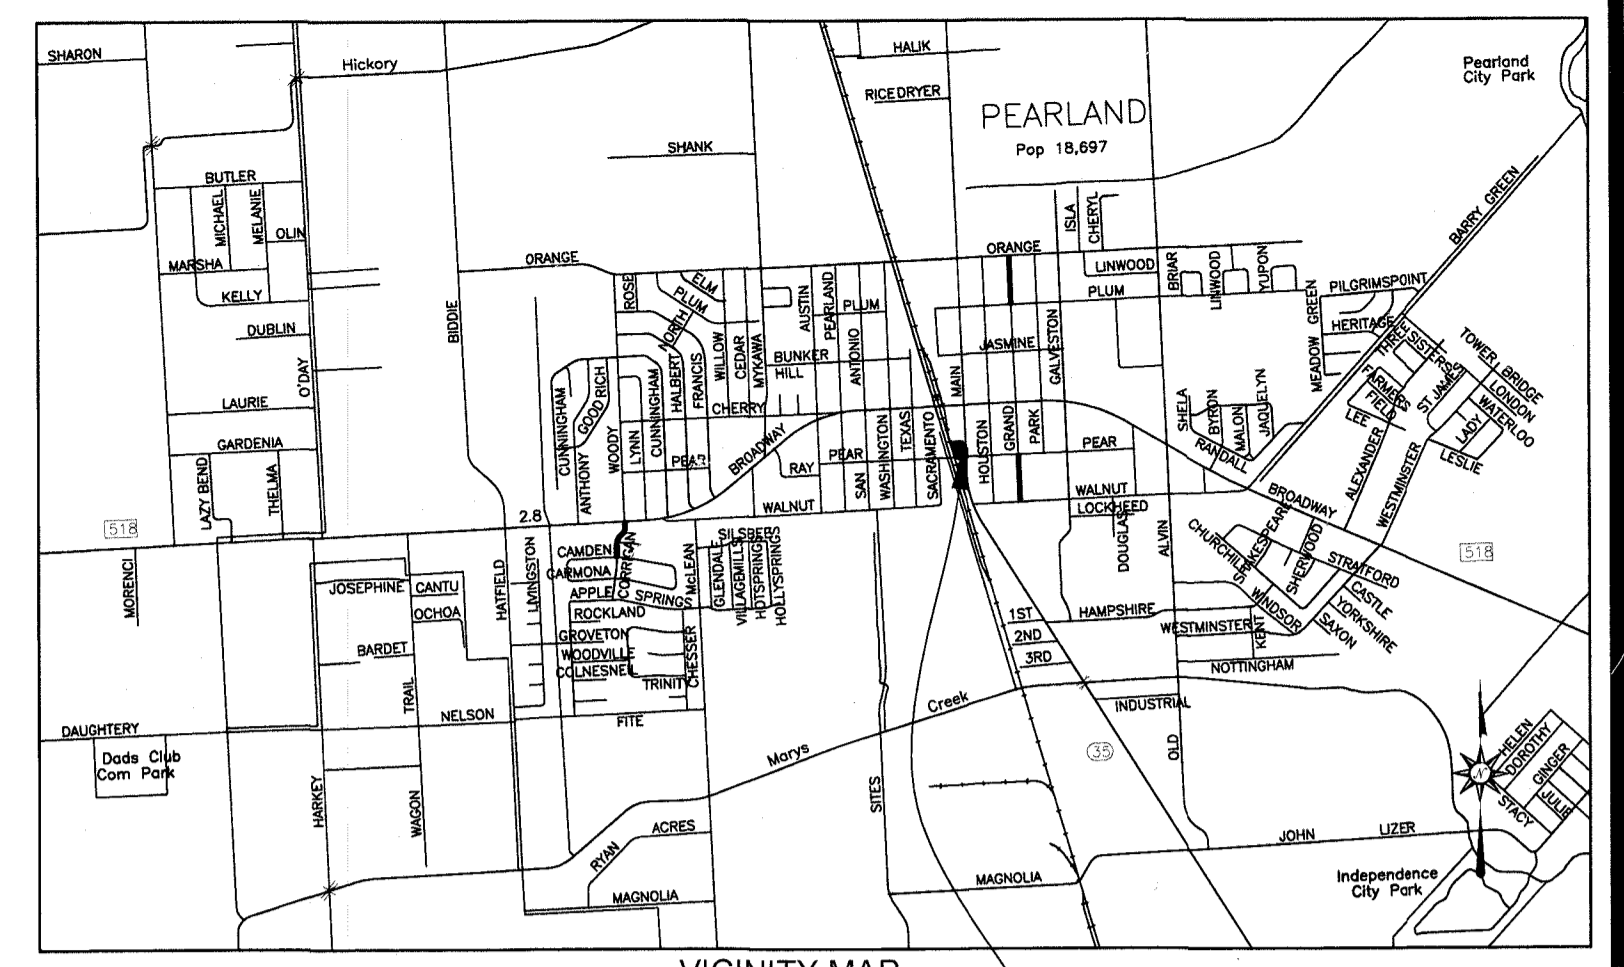 SHARON
Hickory
HALIK
Pearland
City Park
RICEDRYER
PEARLAND
Pop 18,697
SHANK
BUTLER
MICHAEL
MELANIE
OLIN
ISLA
CHERYL
BARRY GREEN
MARSHA
KELLY
ORANGE
ORANGE
LINWOOD
BRIAR
LINWOOD
YUPON
PLUM
PILGRIMSPOINT
ROSE
ELM
PLUM
NORTH
AUSTIN
PEARLAND
PLUM
DUBLIN
BIDDIE
HERITAGE
GREEN
MEADOW
THREE SISTERS
TOWER BRIDGE
LONDON
WATERLOO
O'DAY
WILLOW
CEDAR
MYKAWA
BUNKER
HILL
ANTONIO
SAN
JASMINE
GALVESTON
MAIN
FARMERS
FIELD
ST JAMES
LEE
LADY
LESLIE
LAURIE
GARDENIA
LAZY BEND
THELMA
CUNNINGHAM
GOODRICH
ANTHONY
WOODY
LYNN
CUNNINGHAM
HALBERT
FRANCIS
CHERRY
BROADWAY
PEAR
RAY
PEAR
WASHINGTON
TEXAS
SACRAMENTO
HOUSTON
GRAND
PARK
PEAR
SHELA
BYRON
MALON
JAQUELYN
RANDALL
ALEXANDER
WESTMINSTER
WALNUT
WALNUT
LOCKHEED
DOUGLAS
BROADWAY
518
2.8
518
MORENCI
JOSEPHINE
CANTU
OCHOA
BARDET
TRAIL
HATFIELD
LIVINGSTON
CAMDEN
CARMONA
APPLE
SPRINGS
CORRIGAN
ROCKLAND
GROVETON
WOODVILLE
COLNESNEIL
TRINITY
McLEAN
CHESSER
SILSBEE
GLENDALE
VILLAGEMILLS
HOTSPRINGS
HOLLYSPRINGS
ALVIN
CHURCHILL
SHAKESPEARE
SHERWOOD
STRATFORD
CASTLE
YORKSHIRE
SAXON
WINDSOR
1ST
HAMPSHIRE
2ND
3RD
WESTMINSTER
KENT
NOTTINGHAM
Creek
Marys
INDUSTRIAL
OLD
35
DAUGHTERY
NELSON
FITE
Dads Club
Com Park
HARKEY
WAGON
SITES
HELEN
DOROTHY
GINGER
JULIE
STACY
N
RYAN
ACRES
MAGNOLIA
MAGNOLIA
JOHN LIZER
Independence
City Park
VICINITY MAP